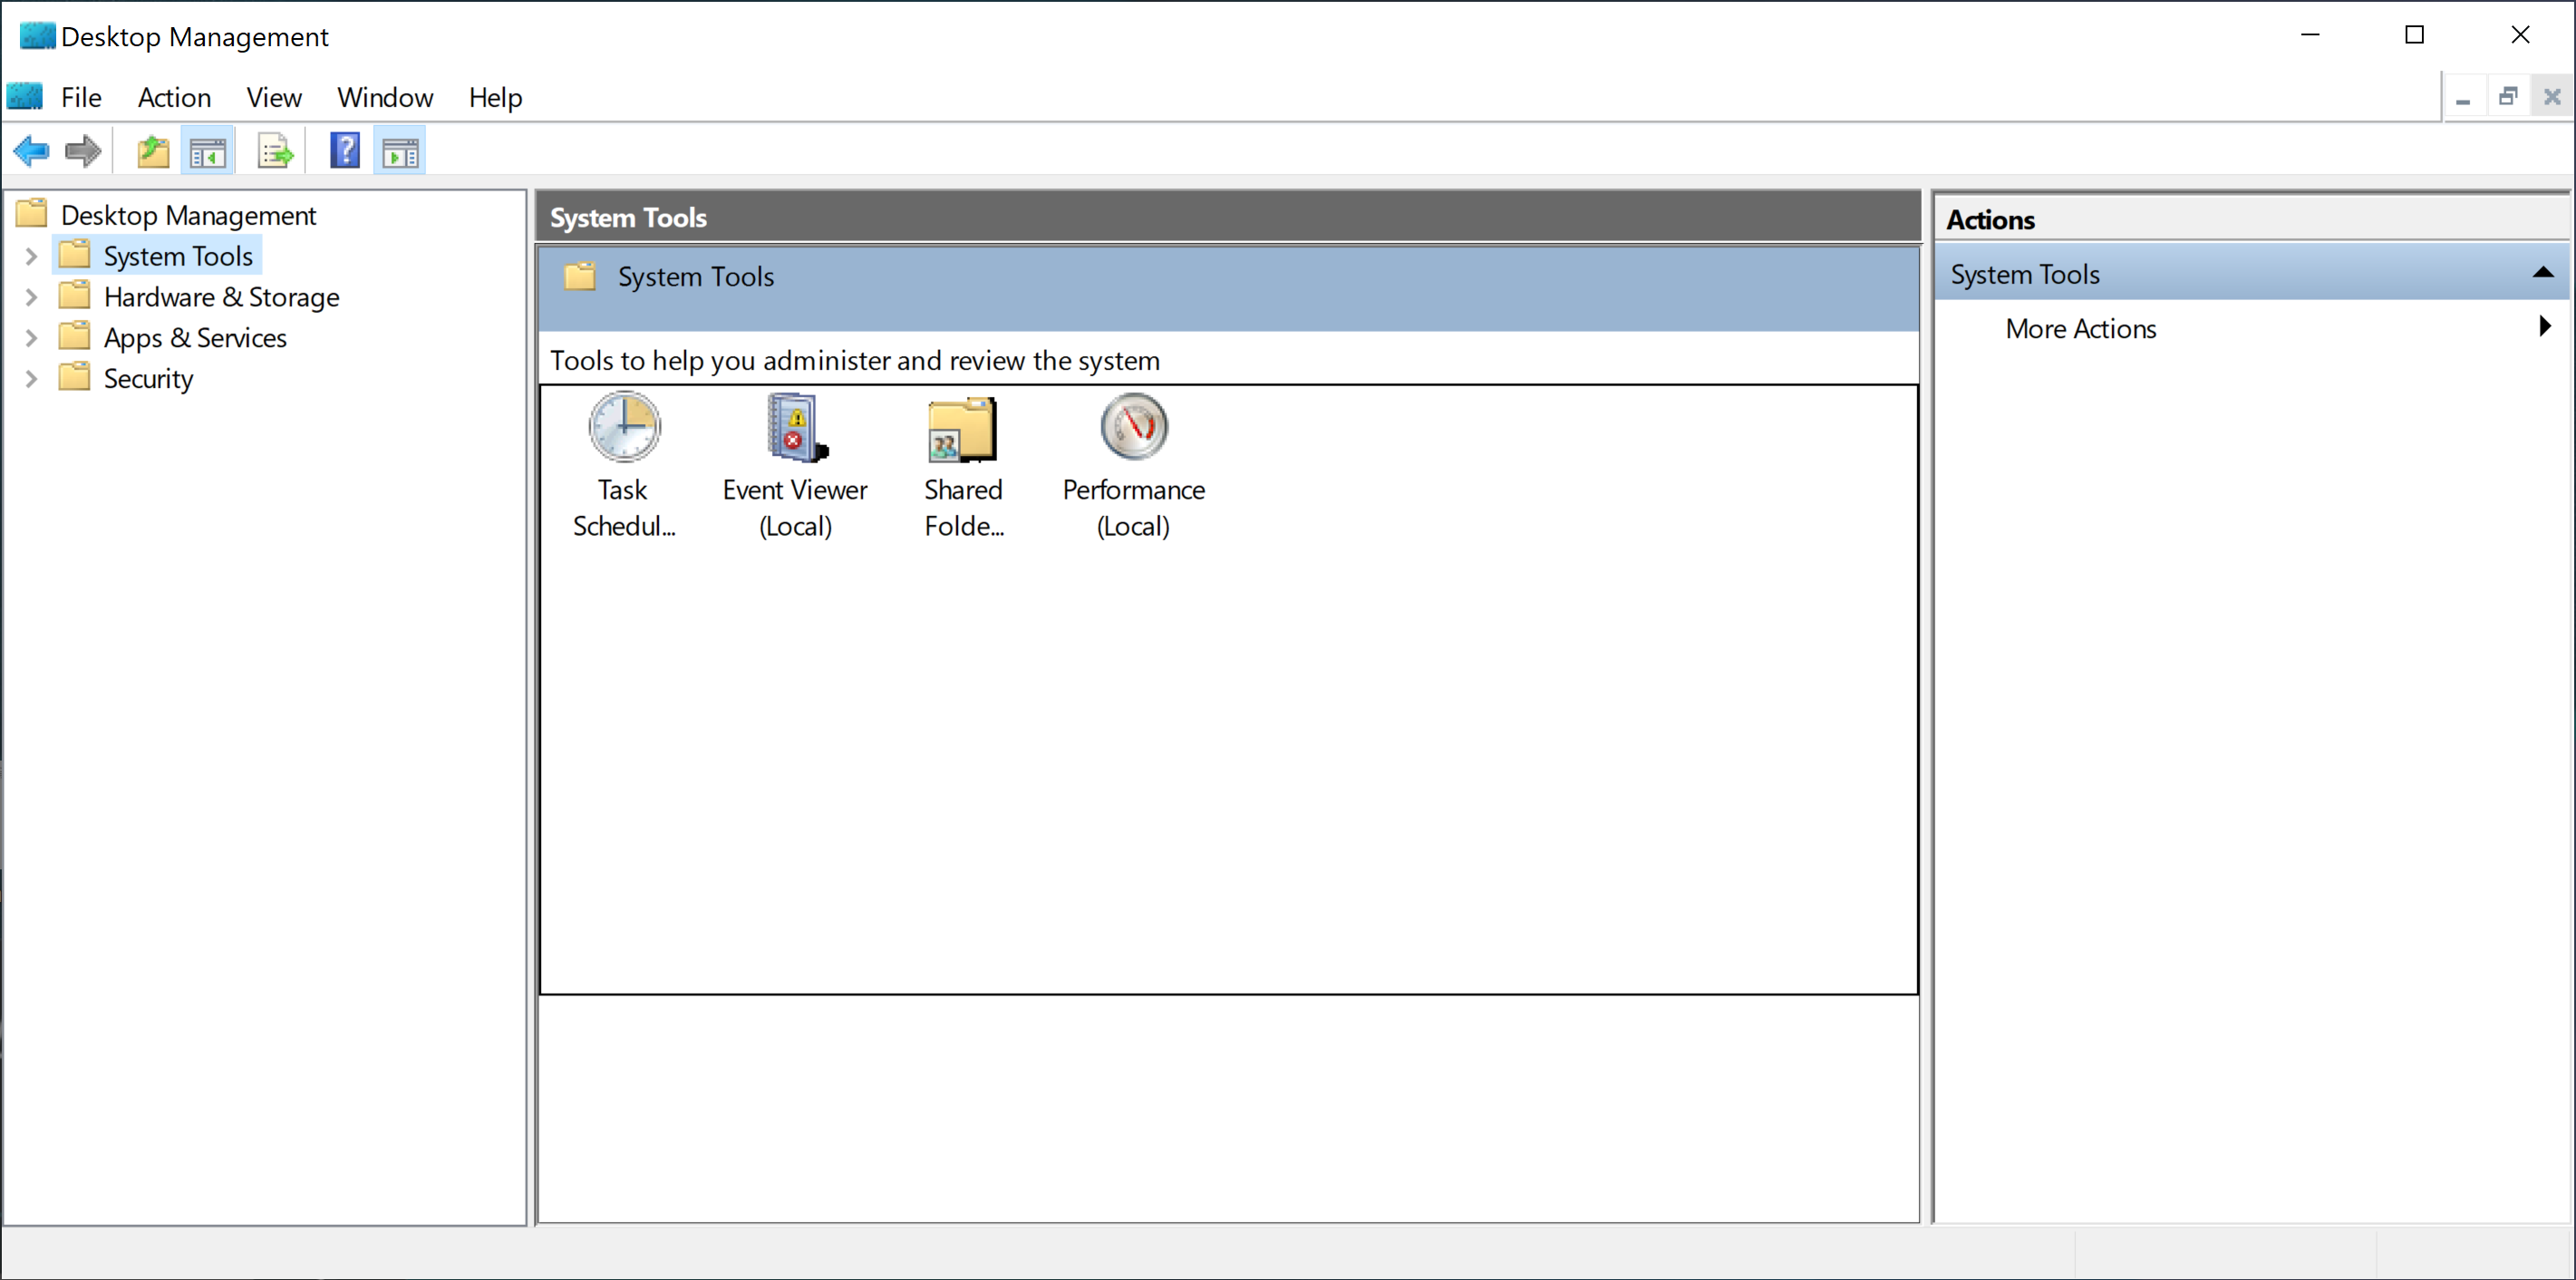 Desktop Management
File Action View Window Help
Desktop Management
System Tools
Hardware & Storage
Apps & Services
Security
System Tools
System Tools
Tools to help you administer and review the system
Task
Schedul...
Event Viewer
(Local)
Shared
Folde...
Performance
(Local)
Actions
System Tools
More Actions